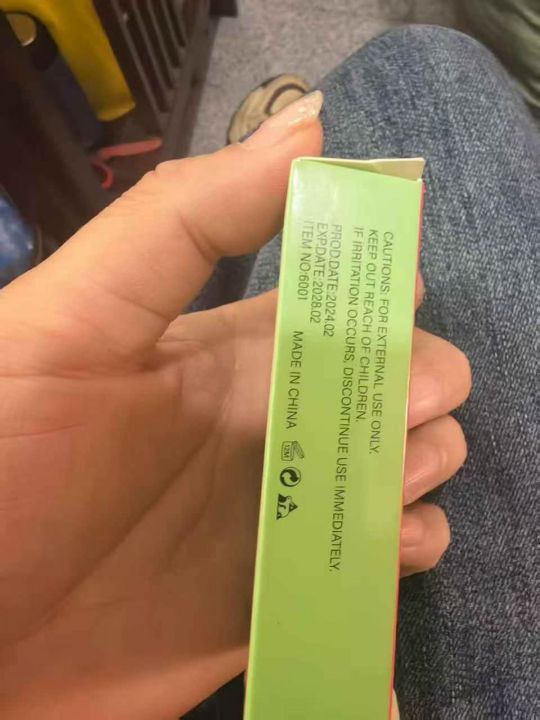 CAUTIONS: FOR EXTERNAL USE ONLY.
KEEP OUT REACH OF CHILDREN.
IF IRRITATION OCCURS, DISCONTINUE USE IMMEDIATELY.
PROD.DATE:2024.02
EXP.DATE:2028.02
ITEM NO:6001
MADE IN CHINA
12M